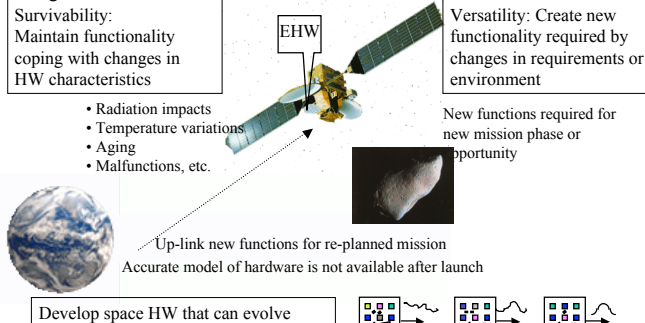 Survivability:
Maintain functionality
coping with changes in
HW characteristics
EHW
Versatility: Create new
functionality required by
changes in requirements or
environment
• Radiation impacts
• Temperature variations
• Aging
• Malfunctions, etc.
New functions required for
new mission phase or
opportunity
Up-link new functions for re-planned mission
Accurate model of hardware is not available after launch
Develop space HW that can evolve